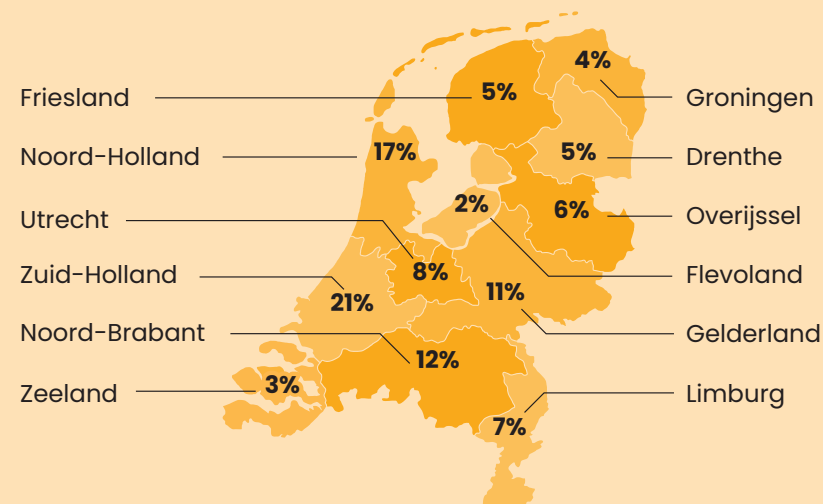 4%
Friesland
5%
Groningen
Noord-Holland
17%
5%
Drenthe
2%
6%
Overijssel
Utrecht
Zuid-Holland
8%
Flevoland
21%
11%
Noord-Brabant
Gelderland
12%
Zeeland
3%
Limburg
7%